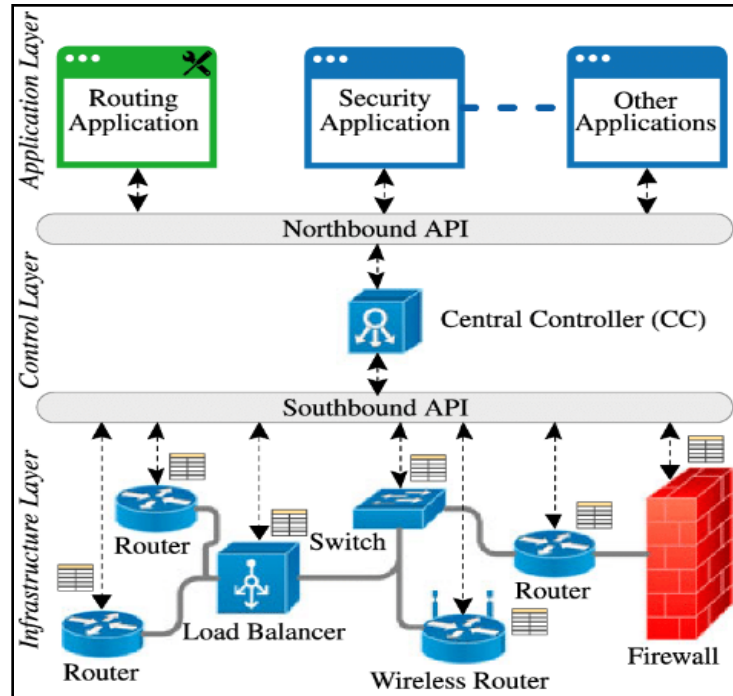 Application Layer
Routing
Application
Security
Application
Other
Applications
Northbound API
Control Layer
Central Controller (CC)
Southbound API
Infrastructure Layer
Router
Switch
Router
Load Balancer
Router
Wireless Router
Firewall